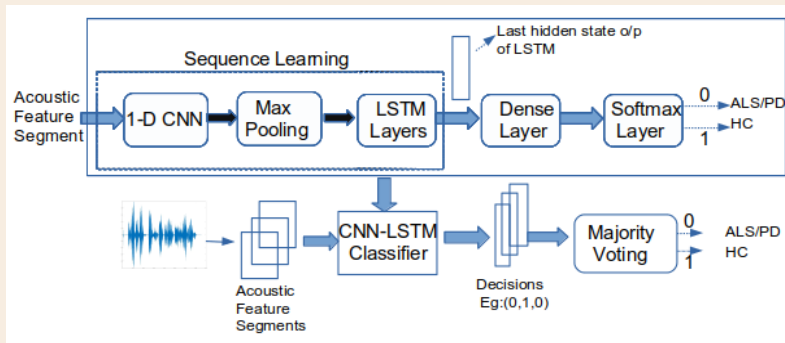 Last hidden state o/p
of LSTM
Sequence Learning
Acoustic
Feature
Segment
1-D CNN
Max
Pooling
LSTM
Layers
Dense
Layer
Softmax
Layer
0
ALS/PD
HC
1
CNN-LSTM
Classifier
Majority
Voting
0
ALS/PD
1
HC
Decisions
Eg:(0,1,0)
Acoustic
Feature
Segments